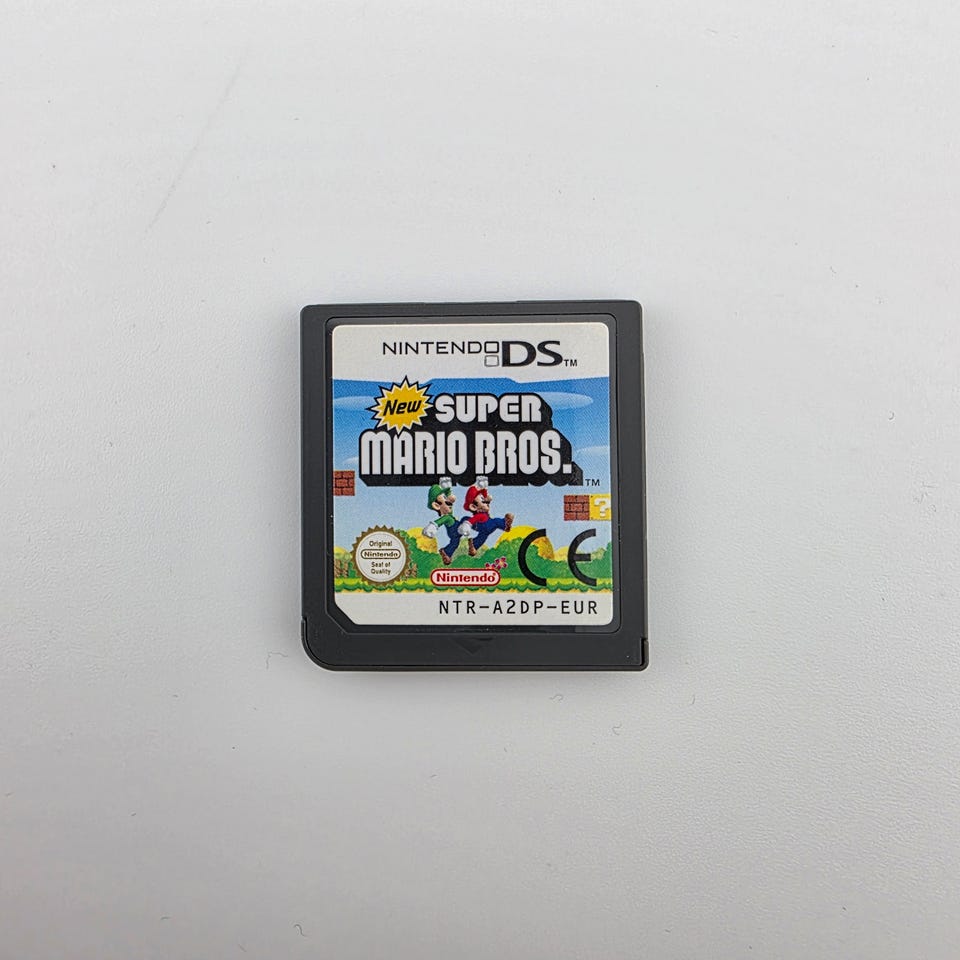 NINTENDO DS™
New SUPER
MARIO BROS.™
?
Original
Nintendo
Seal of
Quality
Nintendo
CE
NTR-A2DP-EUR